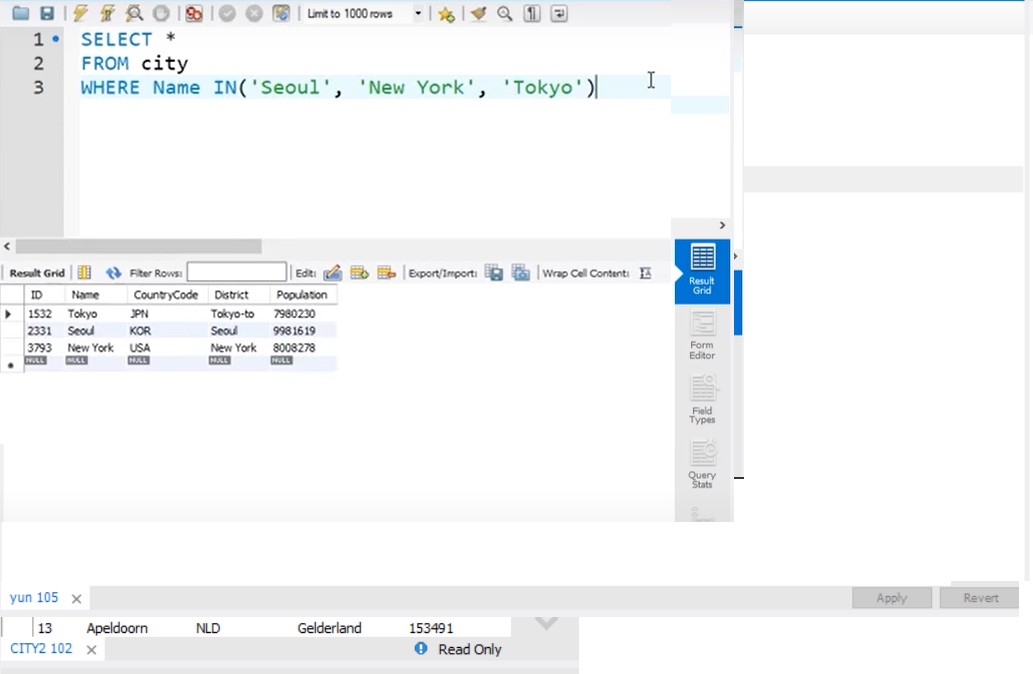 Limit to 1000 rows
1 SELECT *
2 FROM city
3 WHERE Name IN('Seoul', 'New York', 'Tokyo')
Result Grid Filter Rows: Edit: Export/Import: Wrap Cell Content:
ID Name CountryCode District Population
1532 Tokyo JPN Tokyo-to 7980230
2331 Seoul KOR Seoul 9981619
3793 New York USA New York 8008278
NULL NULL NULL NULL NULL
Result
Grid
Form
Editor
Field
Types
Query
Stats
yun 105 Apply Revert
13 Apeldoorn NLD Gelderland 153491
CITY2 102 Read Only